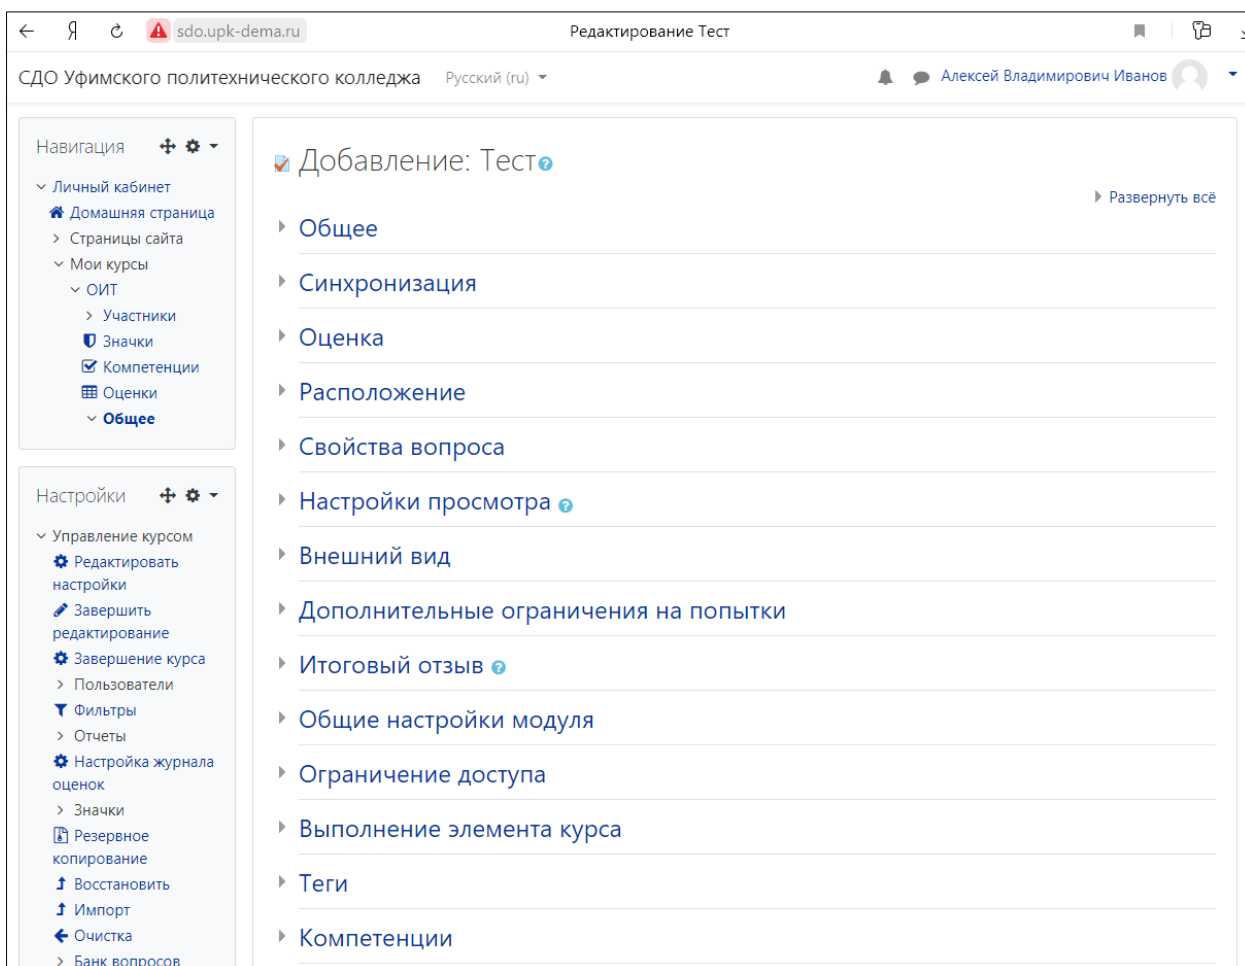 sdo.upk-dema.ru
Редактирование Тест
СДО Уфимского политехнического колледжа
Русский (ru)
Алексей Владимирович Иванов
Навигация
Личный кабинет
Домашняя страница
Страницы сайта
Мои курсы
ОИТ
Участники
Значки
Компетенции
Оценки
Общее
Настройки
Управление курсом
Редактировать
настройки
Завершить
редактирование
Завершение курса
Пользователи
Фильтры
Отчеты
Настройка журнала
оценок
Значки
Резервное
копирование
Восстановить
Импорт
Очистка
Банк вопросов
Добавление: Тест
Развернуть всё
Общее
Синхронизация
Оценка
Расположение
Свойства вопроса
Настройки просмотра
Внешний вид
Дополнительные ограничения на попытки
Итоговый отзыв
Общие настройки модуля
Ограничение доступа
Выполнение элемента курса
Теги
Компетенции